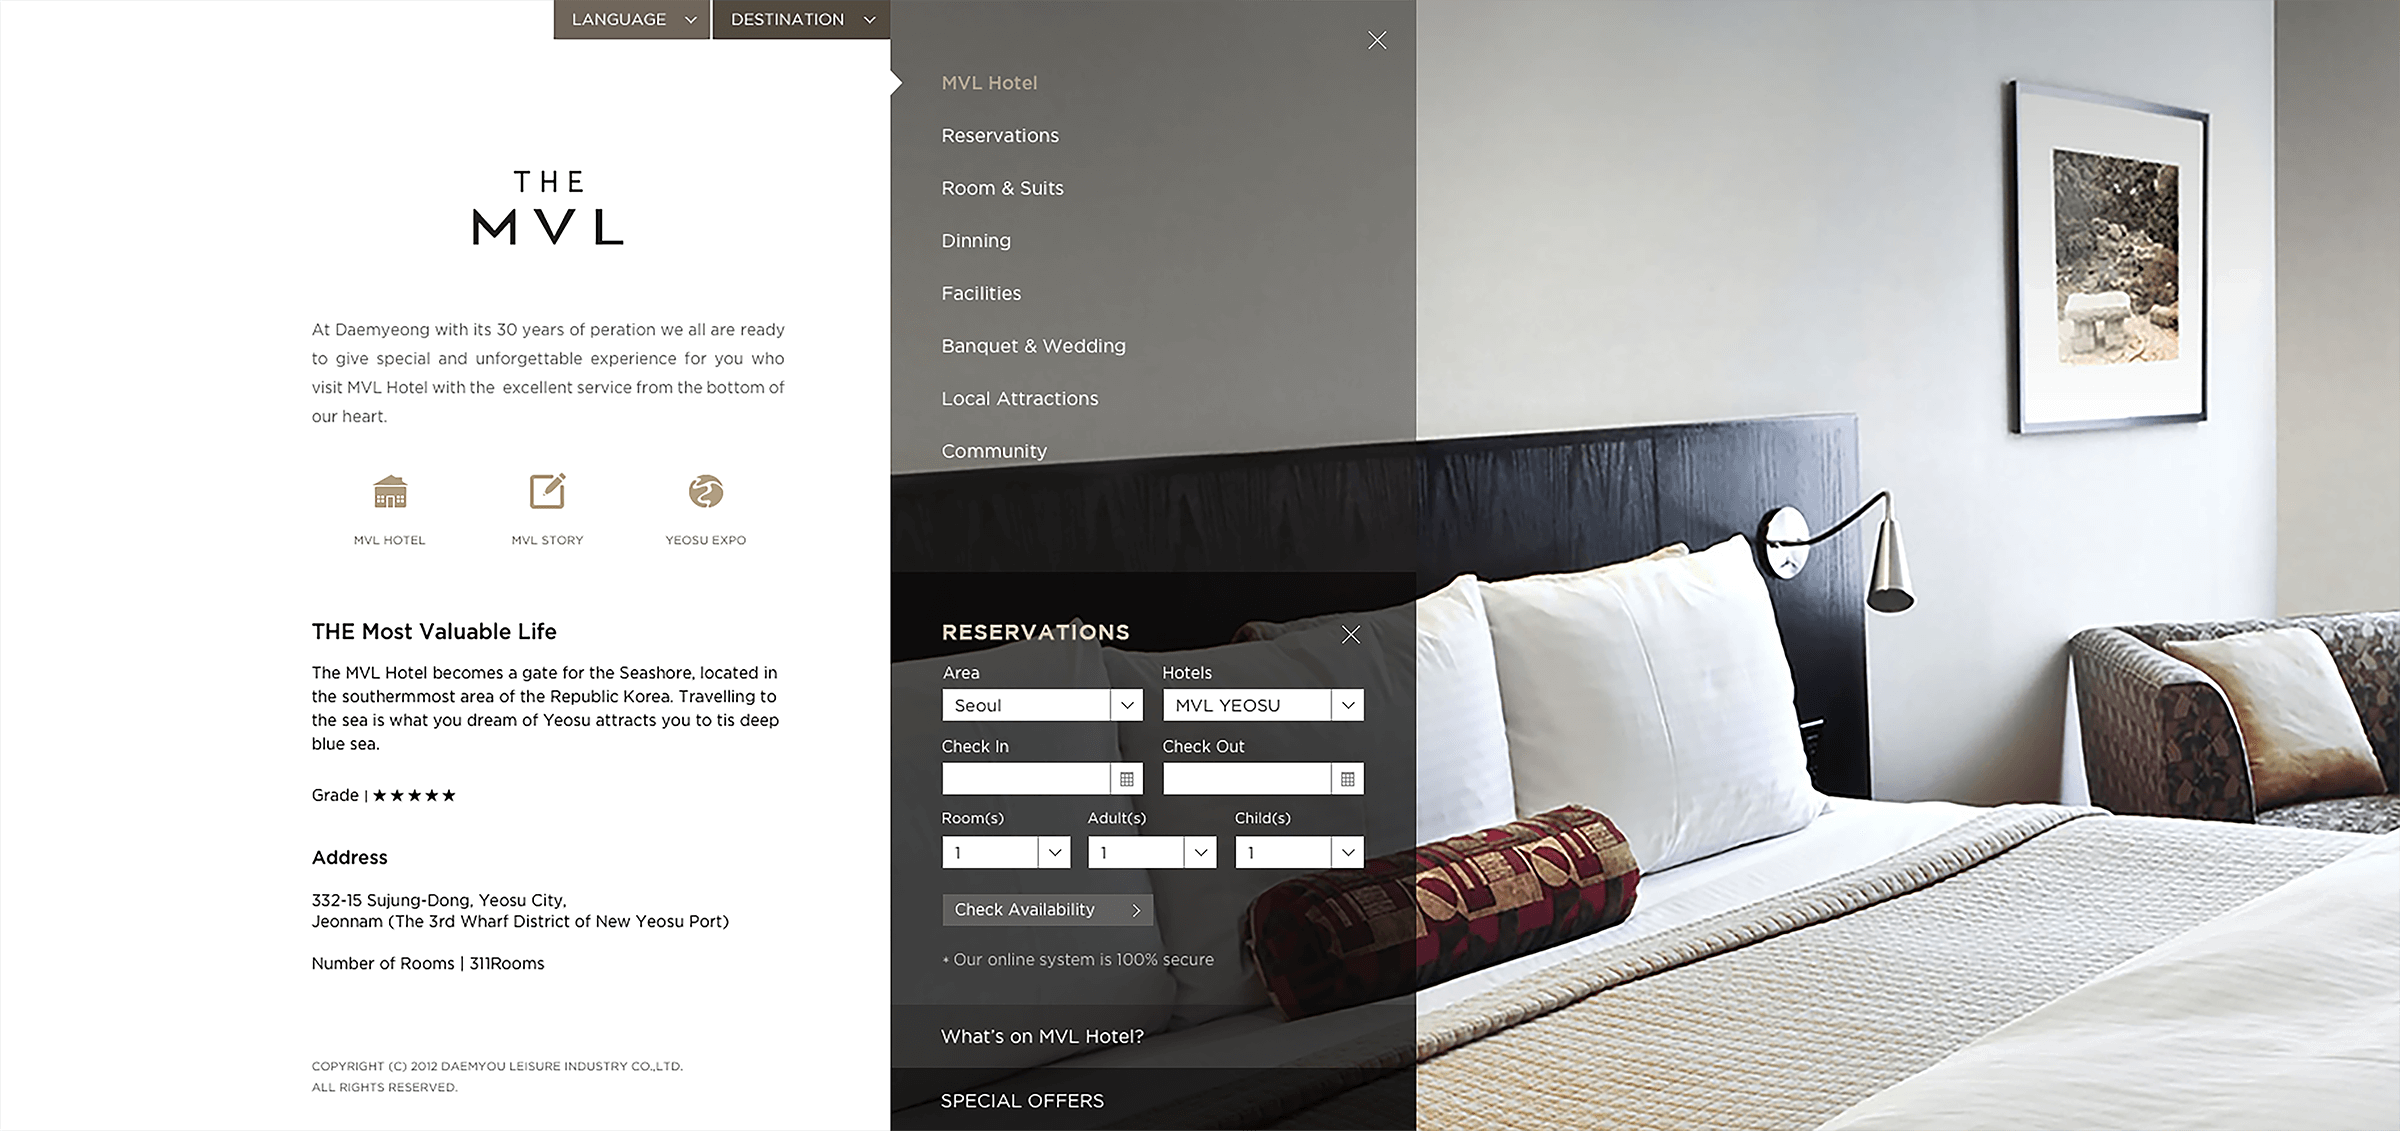 LANGUAGE
DESTINATION
THE
MVL
At Daemyeong with its 30 years of peration we all are ready
to give special and unforgettable experience for you who
visit MVL Hotel with the excellent service from the bottom of
our heart.
MVL HOTEL
MVL STORY
YEOSU EXPO
THE Most Valuable Life
The MVL Hotel becomes a gate for the Seashore, located in
the southermmost area of the Republic Korea. Travelling to
the sea is what you dream of Yeosu attracts you to tis deep
blue sea.
Grade | ★★★★★
Address
332-15 Sujung-Dong, Yeosu City,
Jeonnam (The 3rd Wharf District of New Yeosu Port)
Number of Rooms | 311Rooms
COPYRIGHT (C) 2012 DAEMYOU LEISURE INDUSTRY CO.,LTD.
ALL RIGHTS RESERVED.
MVL Hotel
Reservations
Room & Suits
Dinning
Facilities
Banquet & Wedding
Local Attractions
Community
RESERVATIONS
Area
Hotels
Seoul
MVL YEOSU
Check In
Check Out
Room(s)
Adult(s)
Child(s)
1
1
1
Check Availability
* Our online system is 100% secure
What's on MVL Hotel?
SPECIAL OFFERS